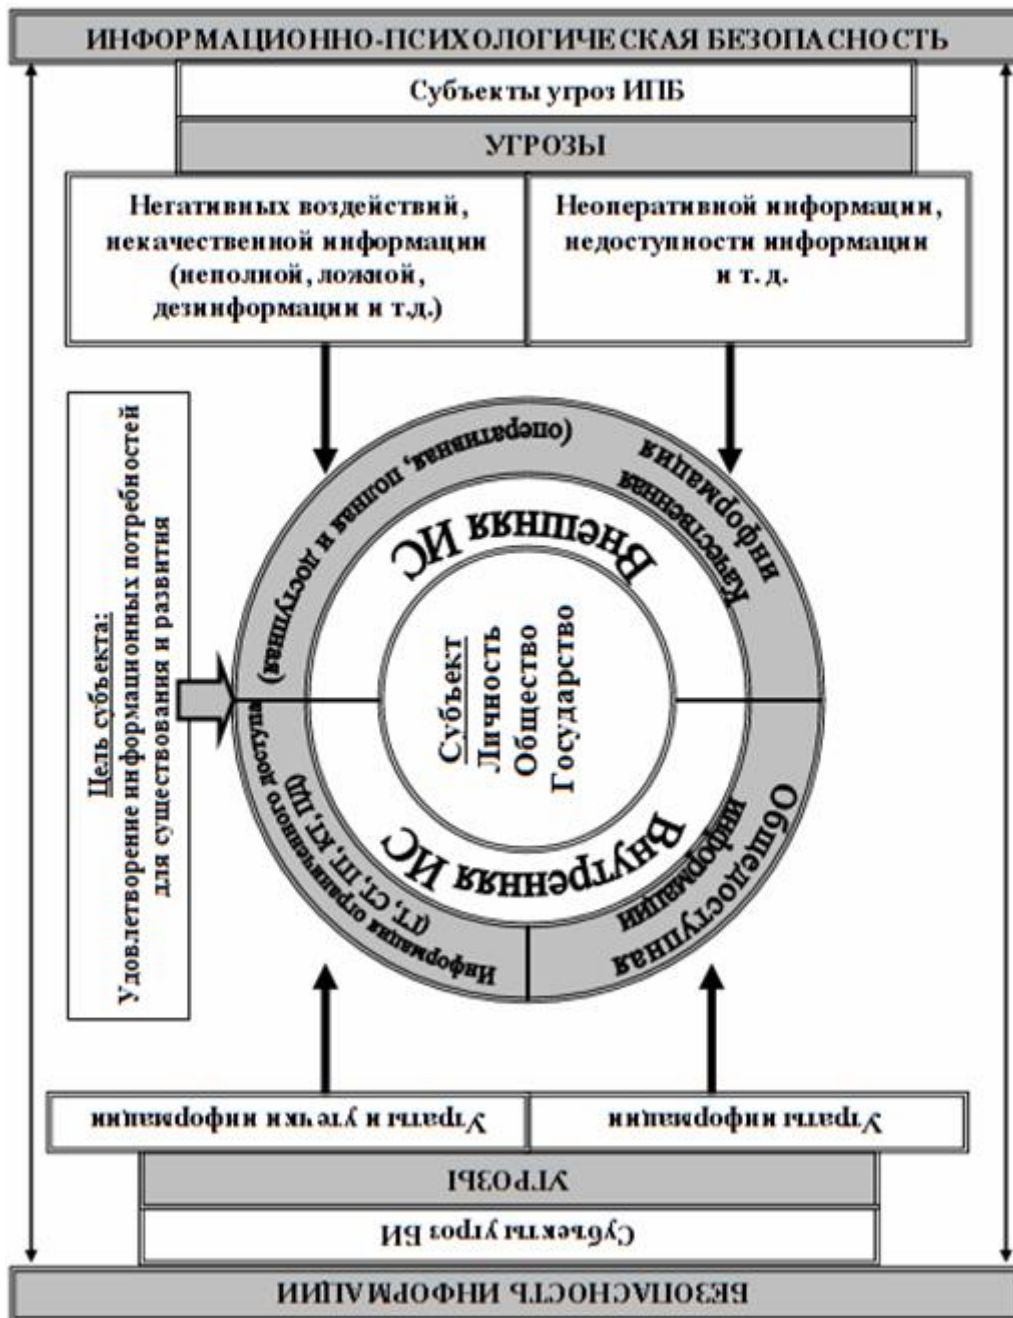 ИНФОРМАЦИОННО-ПСИХОЛОГИЧЕСКАЯ БЕЗОПАСНОСТЬ
Субъекты угроз ИПБ
УГРОЗЫ
Негативных воздействий,
некачественной информации
(неполной, ложной,
дезинформации и т.д.)
Неоперативной информации,
недоступности информации
и т. д.
Цель субъекта:
Удовлетворение информационных потребностей
для существования и развития
Качественная
информация
(оперативная, полная и доступная)
Внешняя ИС
Субъект
Личность
Общество
Государство
Внутренняя ИС
Информация ограниченного доступа
(ГТ, СТ, ПТ, КТ, ПД)
Общедоступная
информации
Утраты и утечки информации
Утраты информации
УГРОЗЫ
Субъекты угроз БИ
БЕЗОПАСНОСТЬ ИНФОРМАЦИИ